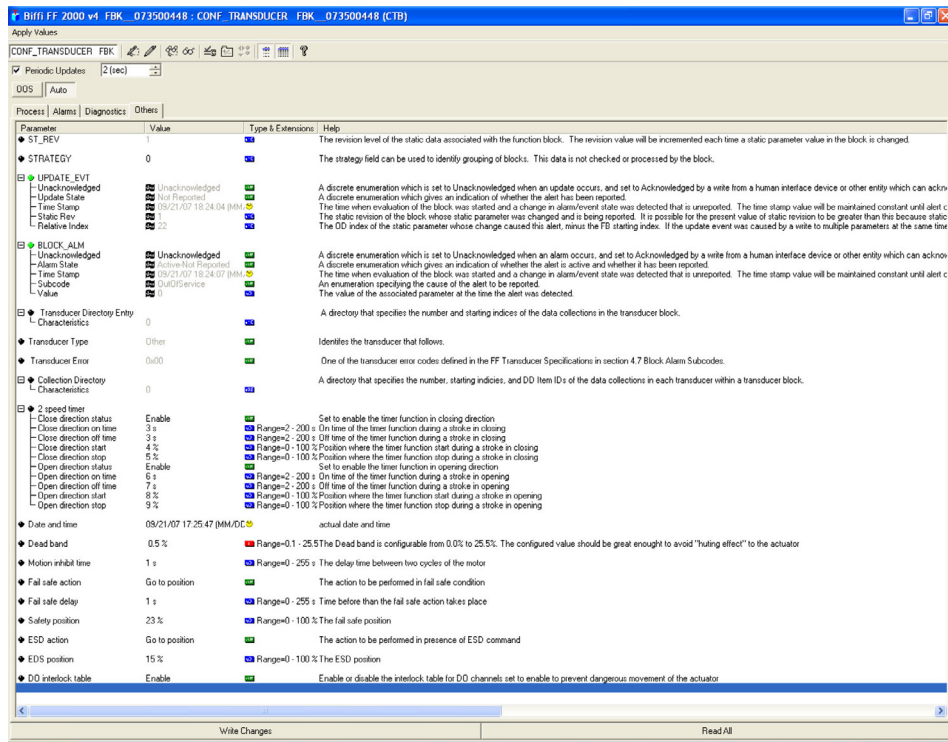 Biffi FF 2000 v4 FBK__073500448 : CONF_TRANSDUCER FBK__073500448 (CTB)
Apply Values
CONF_TRANSDUCER FBK
Periodic Updates 2 (sec)
OOS Auto
Process Alarms Diagnostics Others
Parameter Value Type & Extensions Help
ST_REV 1 The revision level of the static data associated with the function block. The revision value will be incremented each time a static parameter value in the block is changed.
STRATEGY 0 The strategy field can be used to identify grouping of blocks. This data is not checked or processed by the block.
UPDATE_EVT
Unacknowledged Unacknowledged A discrete enumeration which is set to Unacknowledged when an update occurs, and set to Acknowledged by a write from a human interface device or other entity which can ackn
Update State Not Reported A discrete enumeration which gives an indication of whether the alert has been reported.
Time Stamp 09/21/07 18:24:04 (MM- The time when evaluation of the block was started and a change in alarm/event state was detected that is unreported. The time stamp value will be maintained constant until alert c
Static Rev 1 The static revision of the block whose static parameter was changed and is being reported. It is possible for the present value of static revision to be greater than this because static
Relative Index 22 The OD index of the static parameter whose change caused this alert, minus the FB starting index. If the update event was caused by a write to multiple parameters at the same time
BLOCK_ALM
Unacknowledged Unacknowledged A discrete enumeration which is set to Unacknowledged when an alarm occurs, and set to Acknowledged by a write from a human interface device or other entity which can acknow
Alarm State Active-Not Reported A discrete enumeration which gives an indication of whether the alert is active and whether it has been reported.
Time Stamp 09/21/07 18:24:07 (MM- The time when evaluation of the block was started and a change in alarm/event state was detected that is unreported. The time stamp value will be maintained constant until alert c
Subcode OutOfService An enumeration specifying the cause of the alert to be reported.
Value 0 The value of the associated parameter at the time the alert was detected.
Transducer Directory Entry A directory that specifies the number and starting indices of the data collections in the transducer block.
Characteristics 0
Transducer Type Other Identifes the transducer that follows.
Transducer Error 0x00 One of the transducer error codes defined in the FF Transducer Specifications in section 4.7 Block Alarm Subcodes.
Collection Directory A directory that specifies the number, starting indicies, and DD Item IDs of the data collections in each transducer within a transducer block.
Characteristics 0
2 speed timer
Close direction status Enable Set to enable the timer function in closing direction
Close direction on time 3 s Range=2 - 200 s On time of the timer function during a stroke in closing
Close direction off time 3 s Range=2 - 200 s Off time of the timer function during a stroke in closing
Close direction start 4 % Range=0 - 100 % Position where the timer function start during a stroke in closing
Close direction stop 5 % Range=0 - 100 % Position where the timer function stop during a stroke in closing
Open direction status Enable Set to enable the timer function in opening direction
Open direction on time 6 s Range=2 - 200 s On time of the timer function during a stroke in opening
Open direction off time 7 s Range=2 - 200 s Off time of the timer function during a stroke in opening
Open direction start 8 % Range=0 - 100 % Position where the timer function start during a stroke in opening
Open direction stop 9 % Range=0 - 100 % Position where the timer function stop during a stroke in opening
Date and time 09/21/07 17:25:47 (MM/DD actual date and time
Dead band 0.5 % Range=0.1 - 25.5 The Dead band is configurable from 0.0% to 25.5%. The configured value should be great enought to avoid "huting effect" to the actuator
Motion inhibit time 1 s Range=0 - 255 s The delay time between two cycles of the motor
Fail safe action Go to position The action to be performed in fail safe condition
Fail safe delay 1 s Range=0 - 255 s Time before than the fail safe action takes place
Safety position 23 % Range=0 - 100 % The fail safe position
ESD action Go to position The action to be performed in presence of ESD command
EDS position 15 % Range=0 - 100 % The ESD position
DO interlock table Enable Enable or disable the interlock table for DO channels set to enable to prevent dangerous movement of the actuator
Write Changes Read All